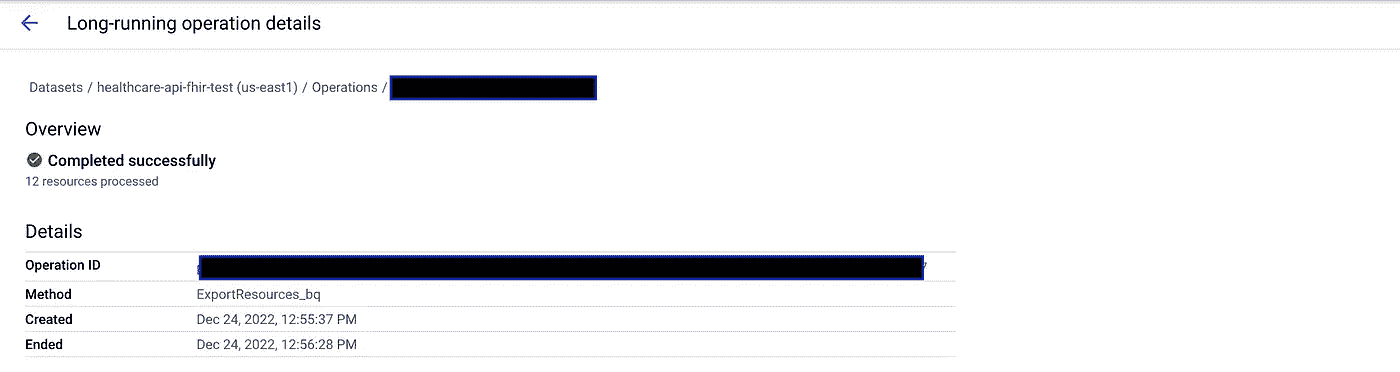 Long-running operation details
Datasets / healthcare-api-fhir-test (us-east1) / Operations /
Overview
Completed successfully
12 resources processed
Details
Operation ID
Method ExportResources_bq
Created Dec 24, 2022, 12:55:37 PM
Ended Dec 24, 2022, 12:56:28 PM